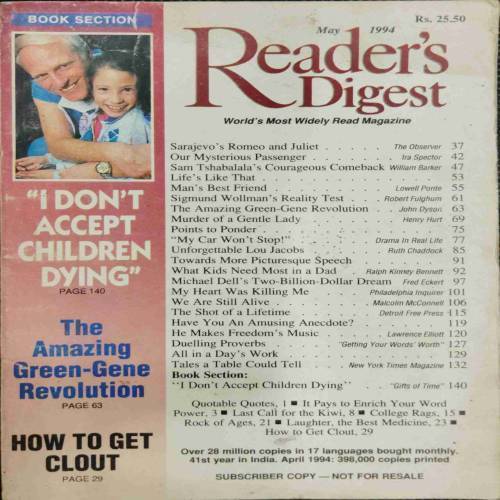 BOOK SECTION
Rs. 25.50
May 1994
Reader's
Digest
World's Most Widely Read Magazine
"I DON'T
ACCEPT
CHILDREN
DYING"
PAGE 140
The
Amazing
Green-Gene
Revolution
PAGE 63
HOW TO GET
CLOUT
PAGE 29
Sarajevo's Romeo and Juliet . . . . . . The Observer 37
Our Mysterious Passenger . . . . . . Ira Spector 42
Sam Tshabalala's Courageous Comeback William Barker 47
Life's Like That . . . . . . 53
Man's Best Friend . . . . . . Lowell Ponte 55
Sigmund Wollman's Reality Test . . Robert Fulghum 61
The Amazing Green-Gene Revolution . . John Dyson 63
Murder of a Gentle Lady . . . . . Henry Hurt 69
Points to Ponder . . . . . . 75
"My Car Won't Stop!" . . . . Drama In Real Life 77
Unforgettable Lou Jacobs . . . . Ruth Chaddock 85
Towards More Picturesque Speech . . . . 91
What Kids Need Most in a Dad Ralph Kinney Bennett 92
Michael Dell's Two-Billion-Dollar Dream Fred Eckert 97
My Heart Was Killing Me . . Philadelphia Inquirer 101
We Are Still Alive . . . . Malcolm McConnell 106
The Shot of a Lifetime . . . . Detroit Free Press 115
Have You An Amusing Anecdote? . . . . 119
He Makes Freedom's Music . . . Lawrence Elliott 120
Duelling Proverbs . . . "Getting Your Words' Worth" 127
All in a Day's Work . . . . . . 129
Tales a Table Could Tell . . New York Times Magazine 132
Book Section:
"I Don't Accept Children Dying" . . "Gifts of Time" 140
Quotable Quotes, 1 ■ It Pays to Enrich Your Word
Power, 3 ■ Last Call for the Kiwi, 8 ■ College Rags, 15 ■
Rock of Ages, 21 ■ Laughter, the Best Medicine, 23 ■
How to Get Clout, 29
Over 28 million copies in 17 languages bought monthly.
41st year in India. April 1994: 398,000 copies printed
SUBSCRIBER COPY — NOT FOR RESALE